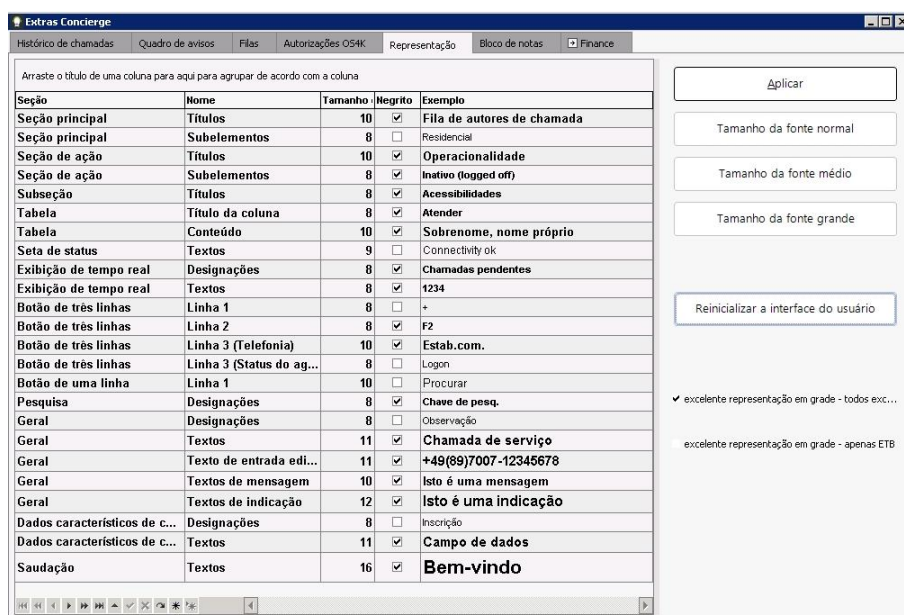 Extras Concierge
Histórico de chamadas Quadro de avisos Filas Autorizações OS4K Representação Bloco de notas Finance
Arraste o título de uma coluna para aqui para agrupar de acordo com a coluna
Seção Nome Tamanho Negrito Exemplo
Seção principal Títulos 10 Fila de autores de chamada
Seção principal Subelementos 8 Residencial
Seção de ação Títulos 10 Operacionalidade
Seção de ação Subelementos 8 Inativo (logged off)
Subseção Títulos 8 Acessibilidades
Tabela Título da coluna 8 Atender
Tabela Conteúdo 10 Sobrenome, nome próprio
Seta de status Textos 9 Connectivity ok
Exibição de tempo real Designações 8 Chamadas pendentes
Exibição de tempo real Textos 8 1234
Botão de três linhas Linha 1 8 +
Botão de três linhas Linha 2 8 F2
Botão de três linhas Linha 3 (Telefonia) 10 Estab.com.
Botão de três linhas Linha 3 (Status do ag... 8 Logon
Botão de uma linha Linha 1 10 Procurar
Pesquisa Designações 8 Chave de pesq.
Geral Designações 8 Observação
Geral Textos 11 Chamada de serviço
Geral Texto de entrada edi... 11 +49(89)7007-12345678
Geral Textos de mensagem 10 Isto é uma mensagem
Geral Textos de indicação 12 Isto é uma indicação
Dados característicos de c... Designações 8 Inscrição
Dados característicos de c... Textos 11 Campo de dados
Saudação Textos 16 Bem-vindo
Aplicar
Tamanho da fonte normal
Tamanho da fonte médio
Tamanho da fonte grande
Reinicializar a interface do usuário
excelente representação em grade - todos exc...
excelente representação em grade - apenas ETB